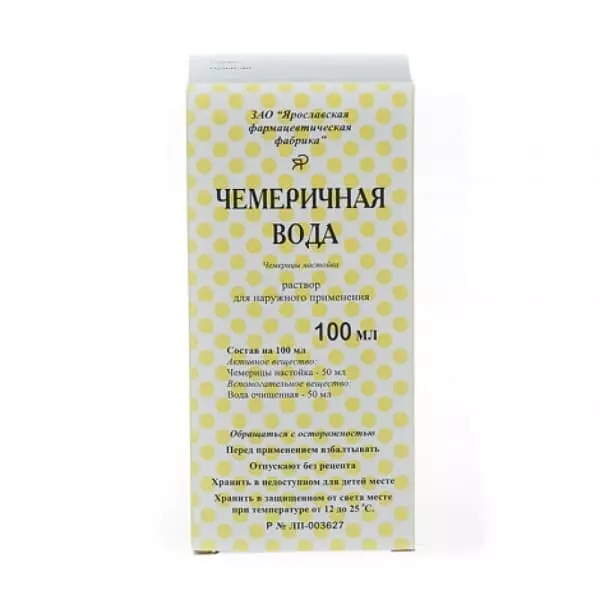 ЗАО "Ярославская
фармацевтическая
фабрика"
ЧЕМЕРИЧНАЯ
ВОДА
Чемерицы настойка
раствор
для наружного применения
100 мл
Состав на 100 мл
Активное вещество:
Чемерицы настойка - 50 мл
Вспомогательное вещество:
Вода очищенная - 50 мл
Обращаться с осторожностью
Перед применением взбалтывать
Отпускают без рецепта
Хранить в недоступном для детей месте
Хранить в защищенном от света месте
при температуре от 12 до 25 °С.
Р № ЛП-003627